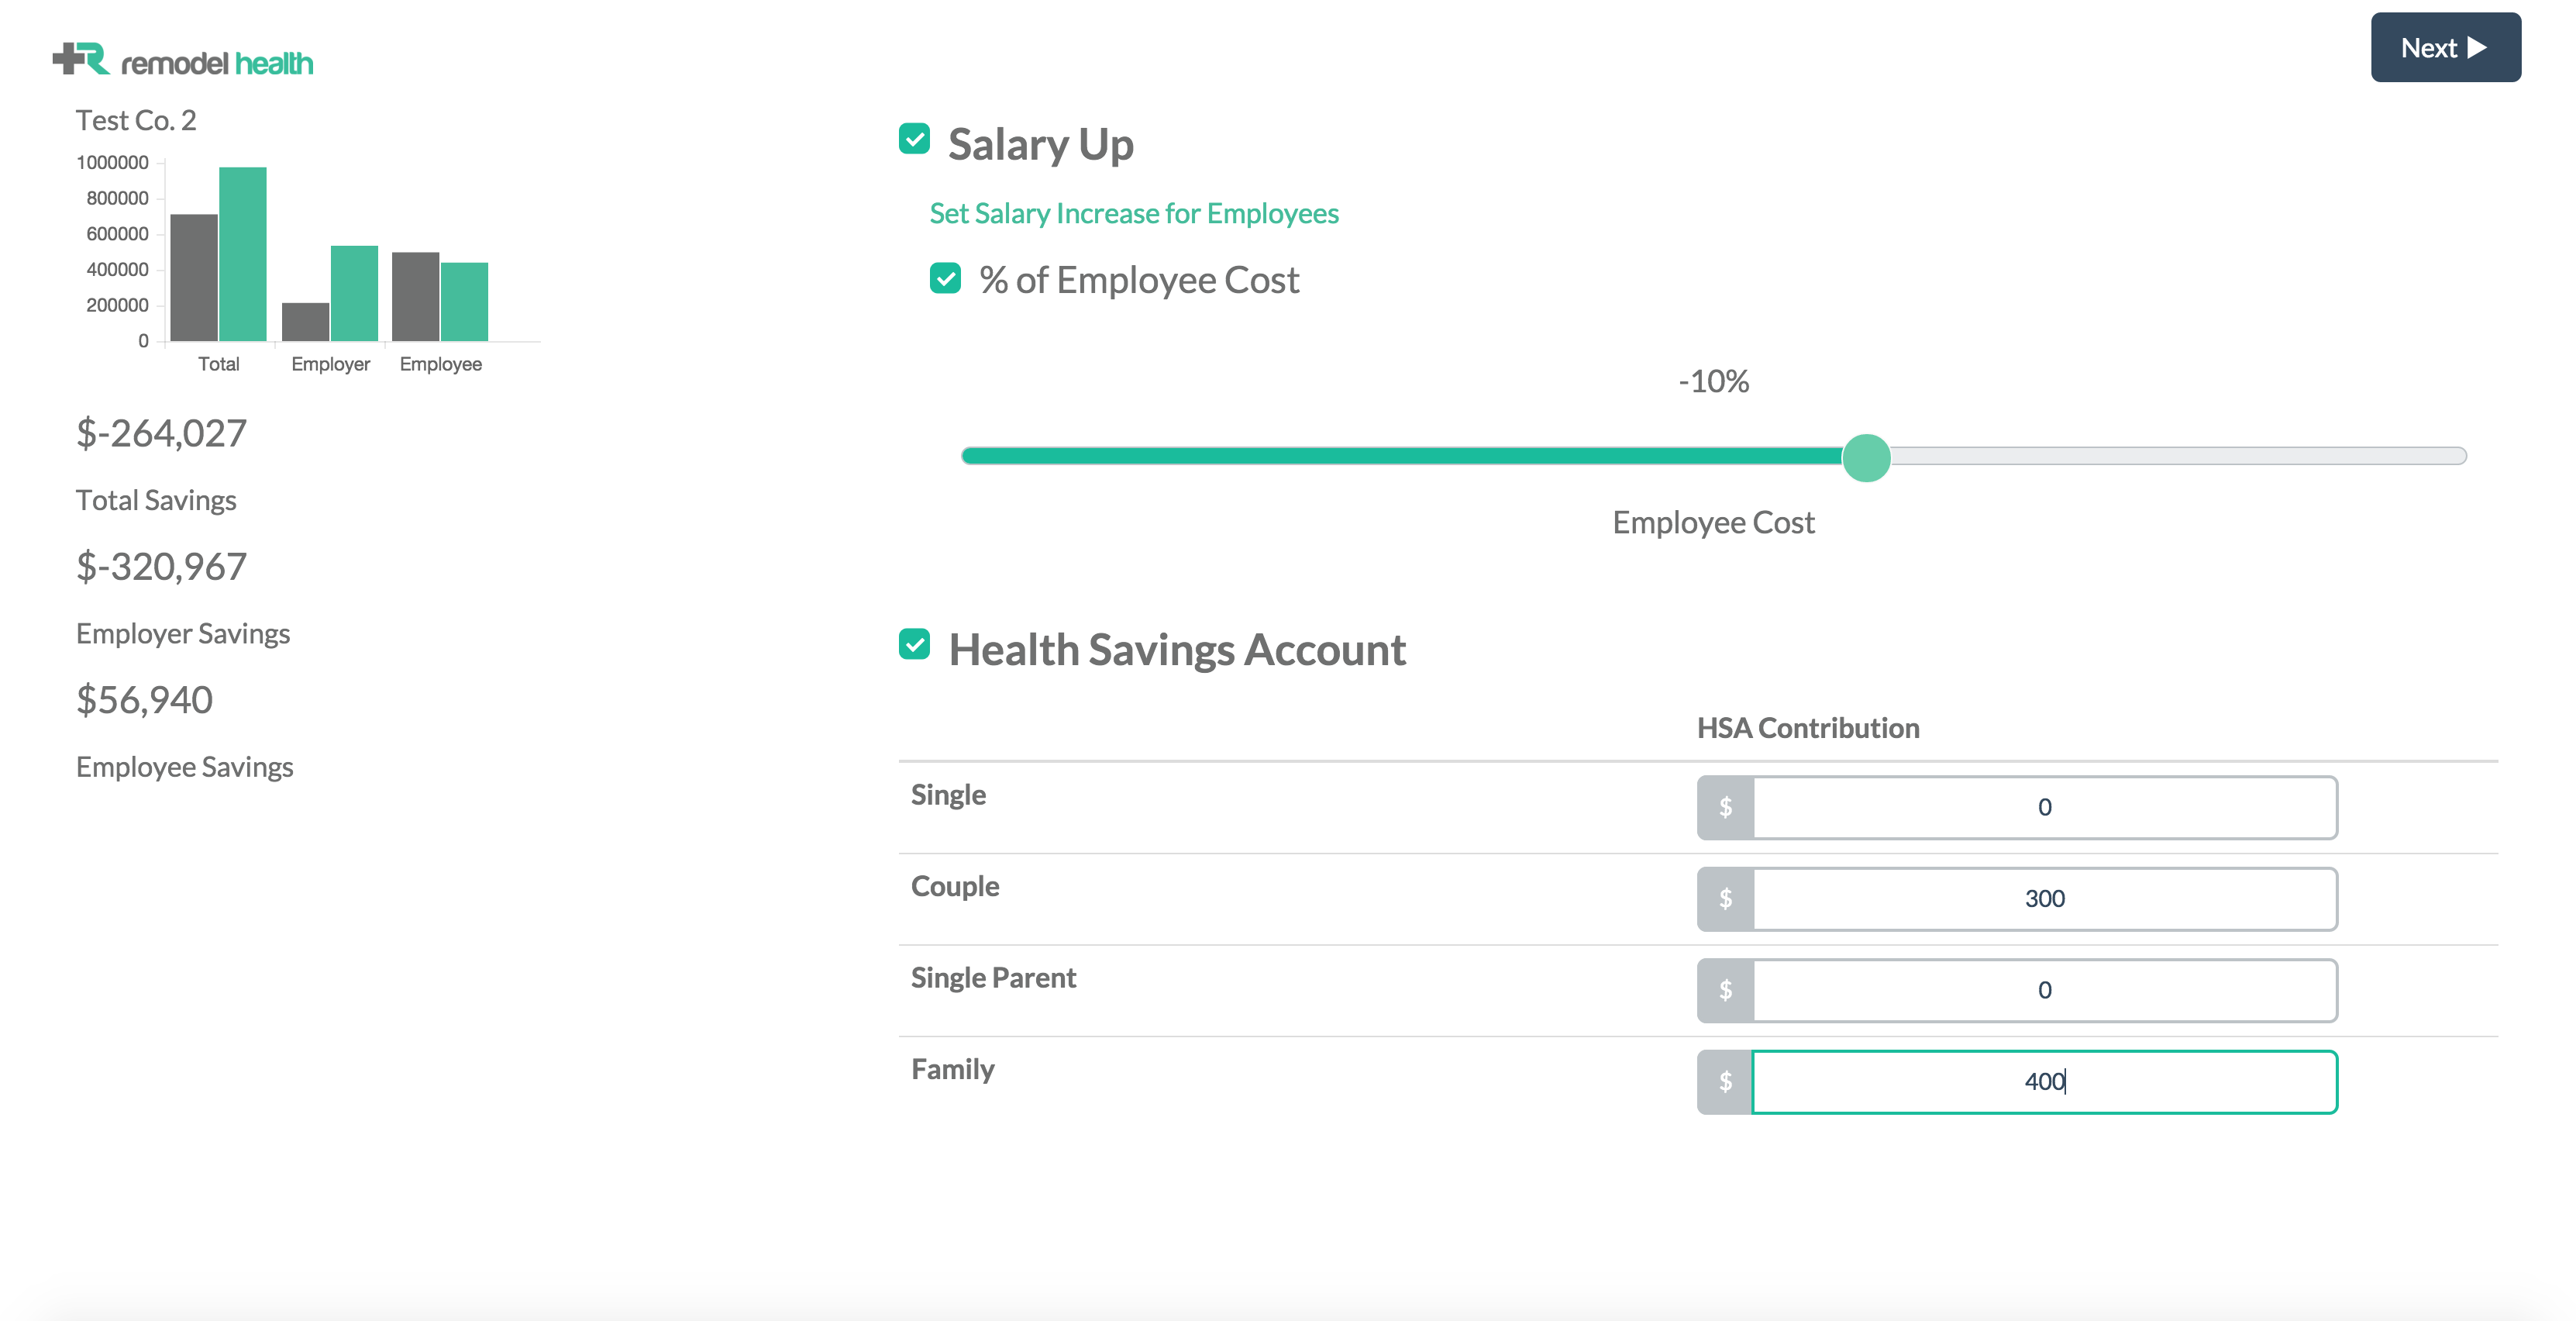 remodel health
Next
Test Co. 2
1000000
800000
600000
400000
200000
0
Total Employer Employee
$-264,027
Total Savings
$-320,967
Employer Savings
$56,940
Employee Savings
Salary Up
Set Salary Increase for Employees
% of Employee Cost
-10%
Employee Cost
Health Savings Account
HSA Contribution
Single $ 0
Couple $ 300
Single Parent $ 0
Family $ 400